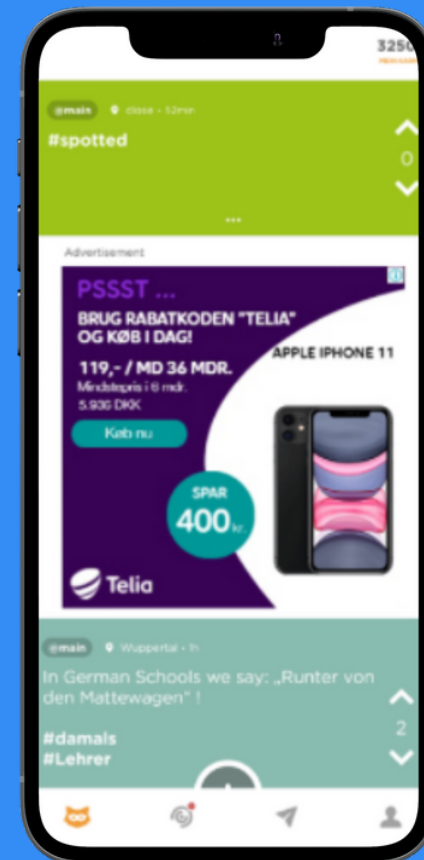 3250
@main close • 52min
#spotted
0
...
Advertisement
PSSST ...
BRUG RABATKODEN "TELIA"
OG KØB I DAG!
119,- / MD 36 MDR.
Mindstepris i 6 mdr.
5.936 DKK
Køb nu
APPLE IPHONE 11
SPAR
400 kr.
Telia
@main Wuppertal • 1h
In German Schools we say: „Runter von
den Mattewagen" !
2
#damals
#Lehrer